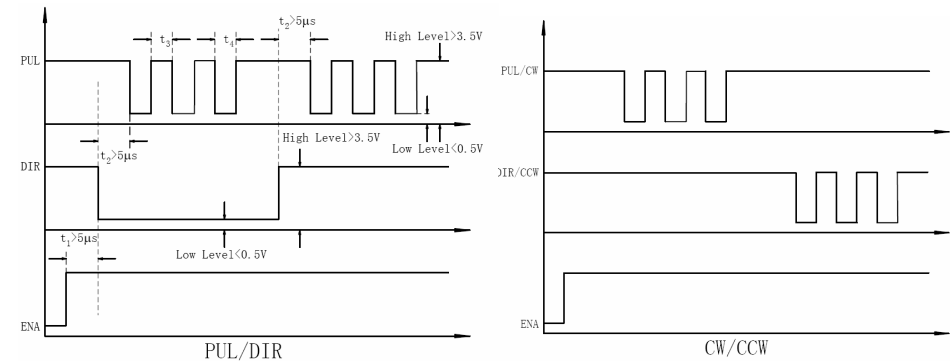 t₂>5μs
t₃
t₄
High Level>3.5V
PUL
PUL/CW
High Level>3.5V
Low Level<0.5V
t₂>5μs
DIR
DIR/CCW
t₁>5μs
Low Level<0.5V
ENA
ENA
PUL/DIR
CW/CCW